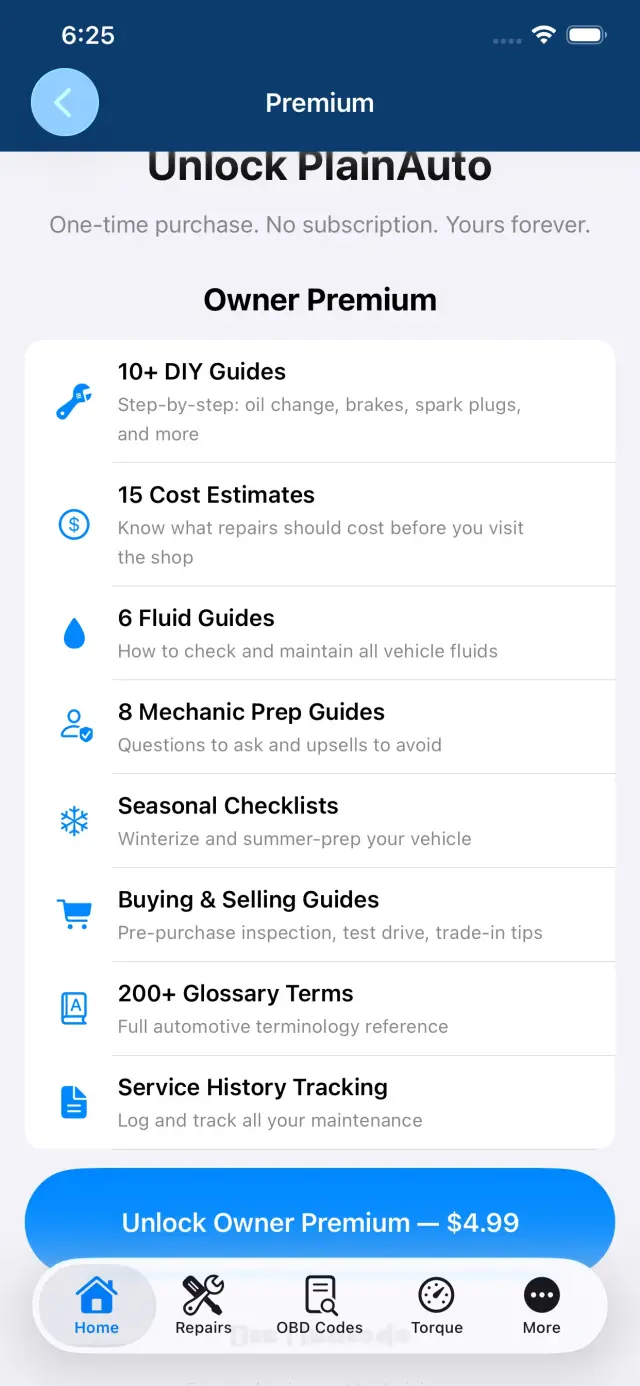 6:25
Premium
Unlock PlainAuto
One-time purchase. No subscription. Yours forever.
Owner Premium
10+ DIY Guides
Step-by-step: oil change, brakes, spark plugs,
and more
$
15 Cost Estimates
Know what repairs should cost before you visit
the shop
6 Fluid Guides
How to check and maintain all vehicle fluids
8 Mechanic Prep Guides
Questions to ask and upsells to avoid
Seasonal Checklists
Winterize and summer-prep your vehicle
Buying & Selling Guides
Pre-purchase inspection, test drive, trade-in tips
A
200+ Glossary Terms
Full automotive terminology reference
Service History Tracking
Log and track all your maintenance
Unlock Owner Premium — $4.99
Home
Repairs
OBD Codes
Torque
More